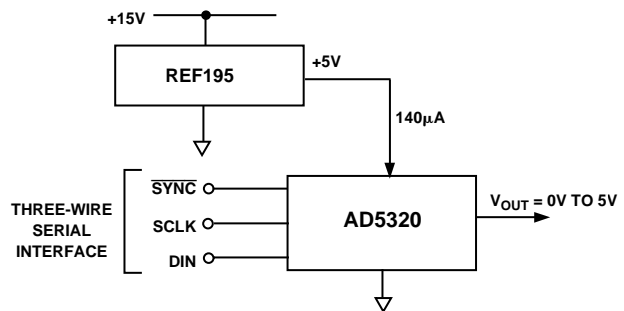 +15V
REF195
+5V
140μA
SYNC
SCLK
DIN
THREE-WIRE
SERIAL
INTERFACE
AD5320
VOUT = 0V TO 5V